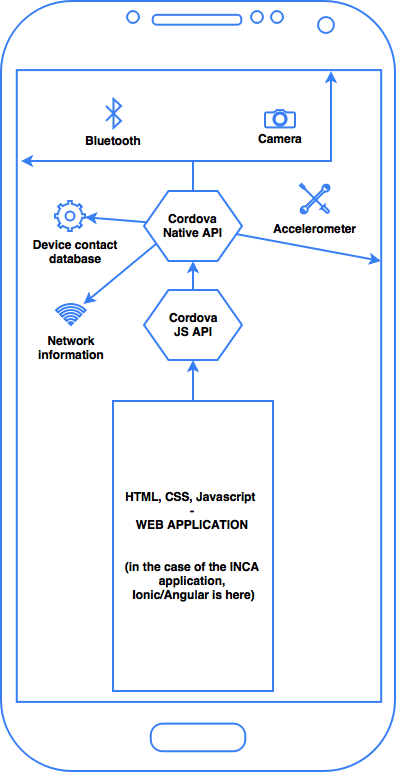 Bluetooth
Camera
Cordova
Native API
Device contact
database
Accelerometer
Network
information
Cordova
JS API
HTML, CSS, Javascript
-
WEB APPLICATION
(in the case of the INCA
application,
Ionic/Angular is here)